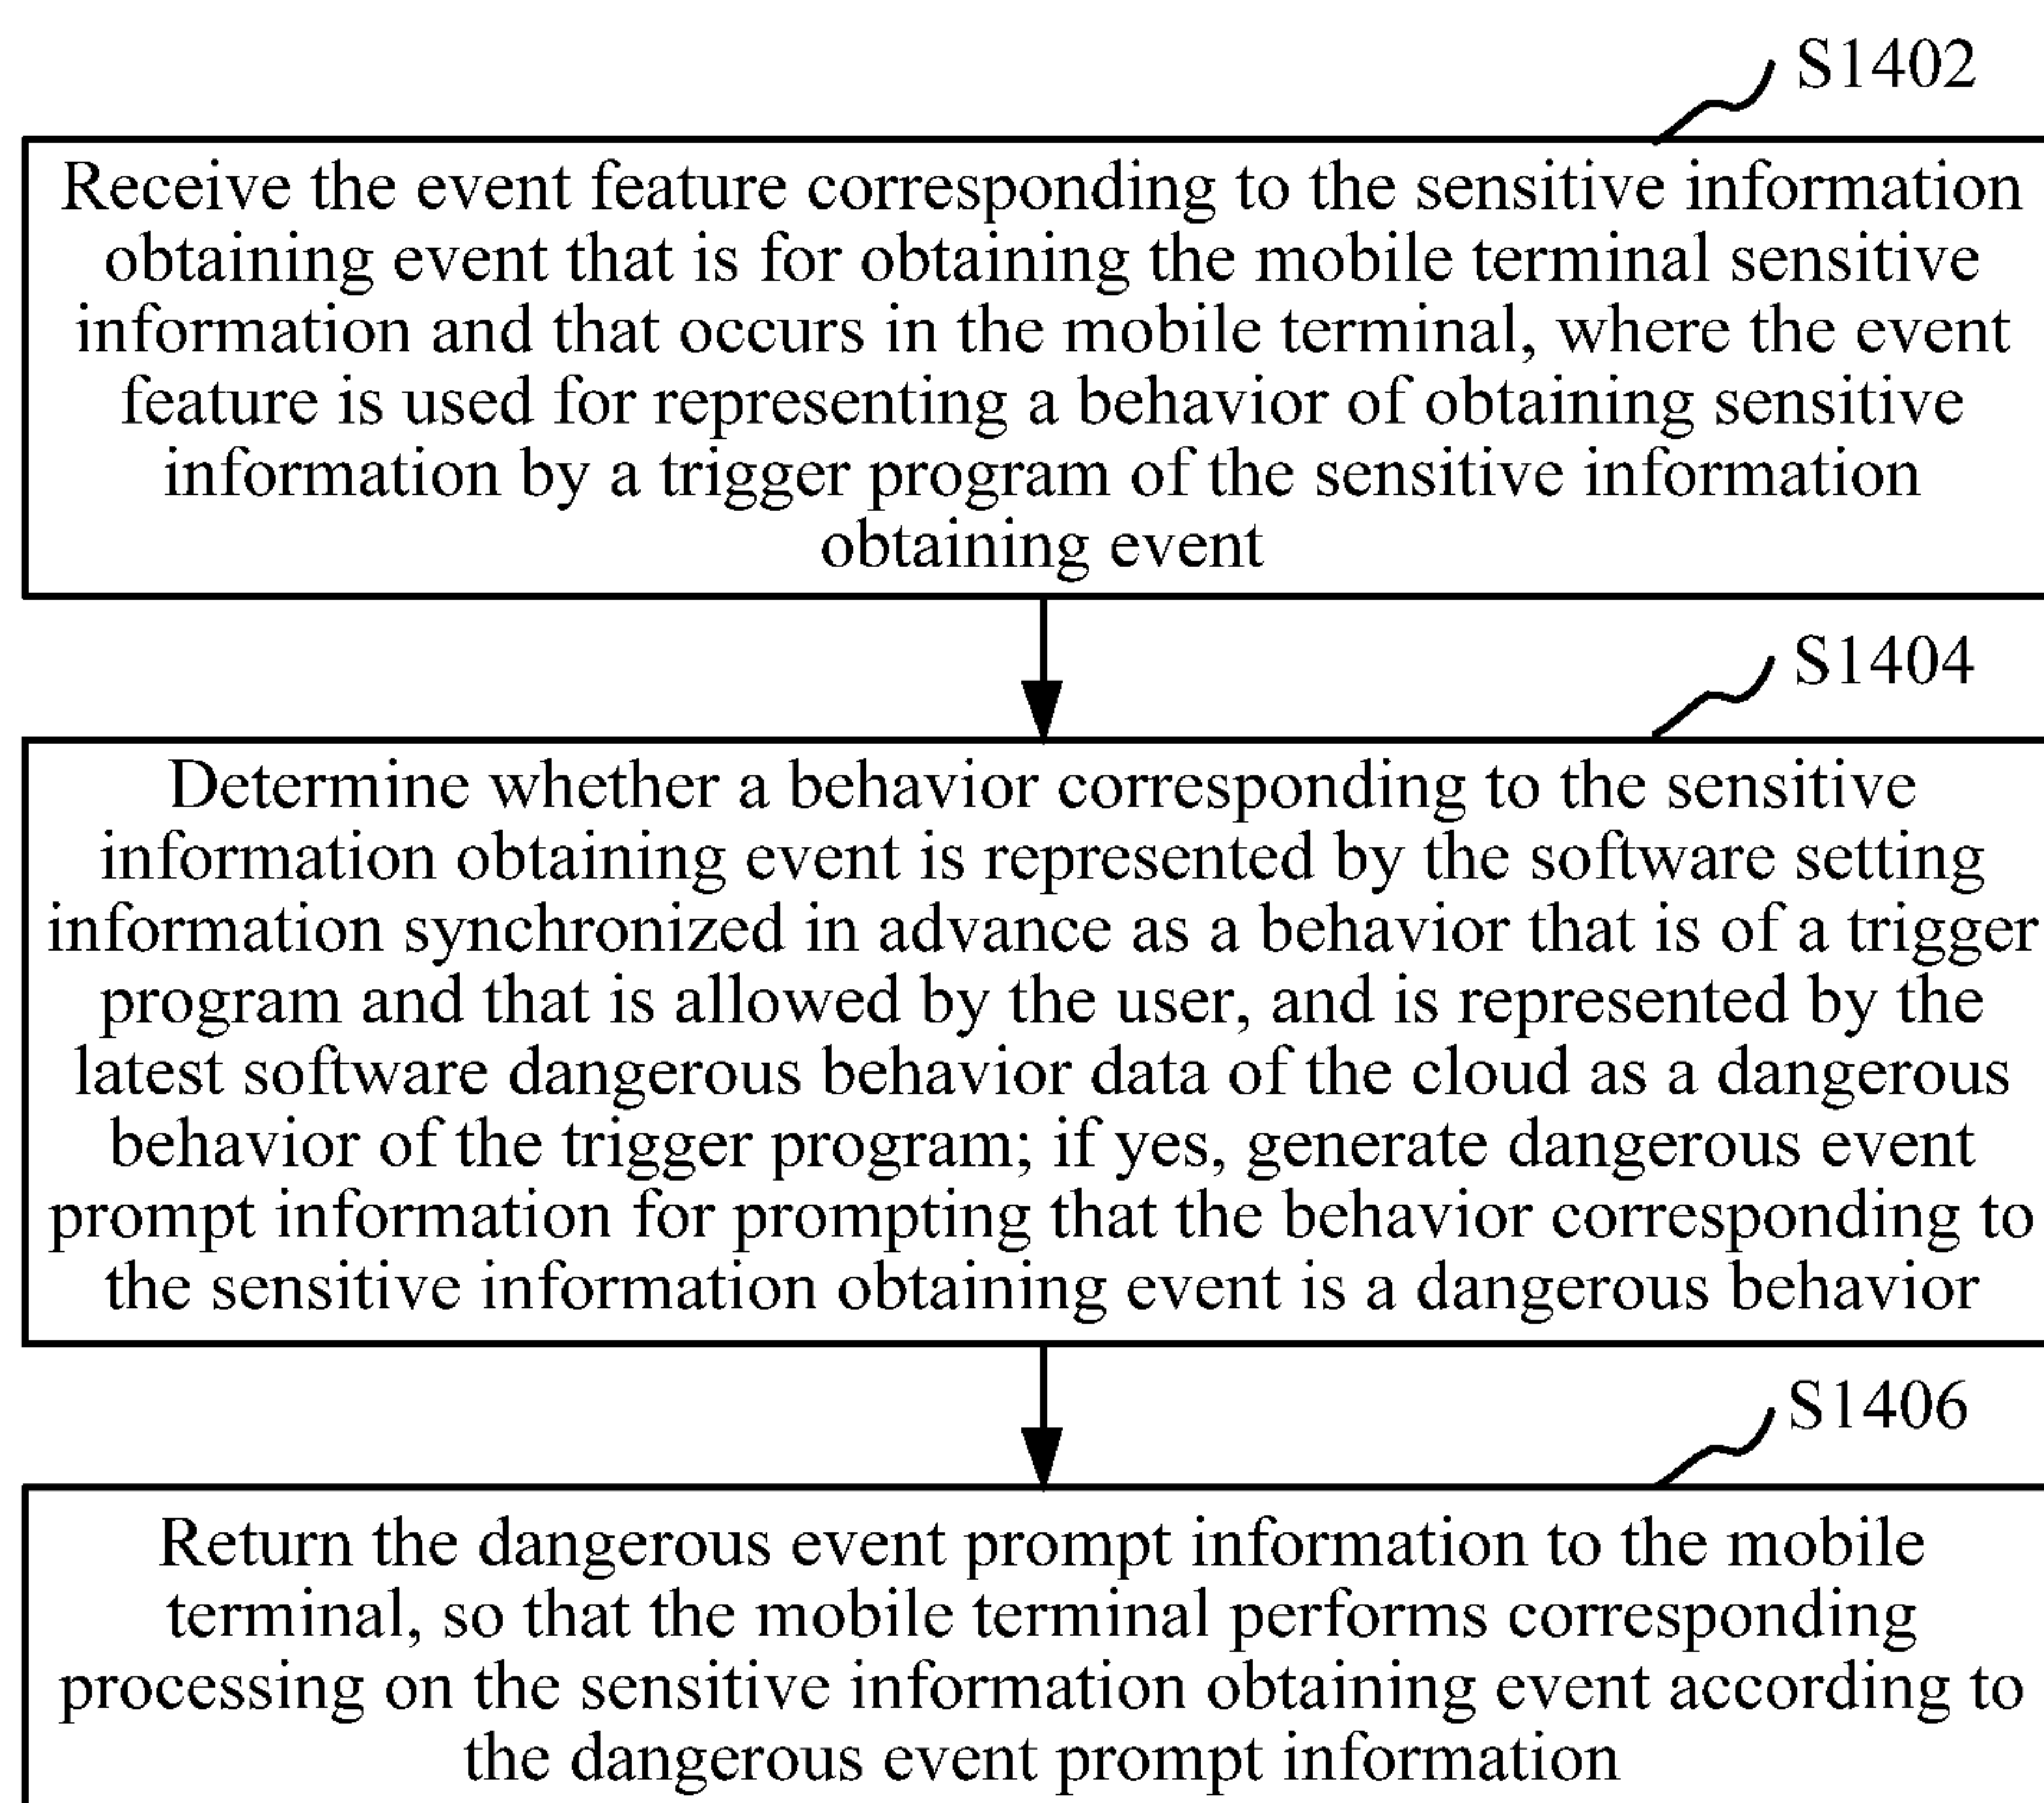 S1402
Receive the event feature corresponding to the sensitive information
obtaining event that is for obtaining the mobile terminal sensitive
information and that occurs in the mobile terminal, where the event
feature is used for representing a behavior of obtaining sensitive
information by a trigger program of the sensitive information
obtaining event
S1404
Determine whether a behavior corresponding to the sensitive
information obtaining event is represented by the software setting
information synchronized in advance as a behavior that is of a trigger
program and that is allowed by the user, and is represented by the
latest software dangerous behavior data of the cloud as a dangerous
behavior of the trigger program; if yes, generate dangerous event
prompt information for prompting that the behavior corresponding to
the sensitive information obtaining event is a dangerous behavior
S1406
Return the dangerous event prompt information to the mobile
terminal, so that the mobile terminal performs corresponding
processing on the sensitive information obtaining event according to
the dangerous event prompt information